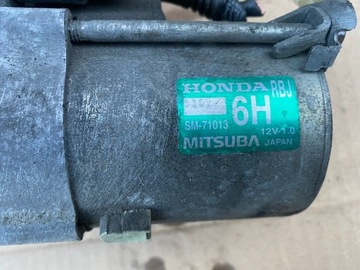 HONDA RBJ
6H
SM-71013
12V-1.0
MITSUBA JAPAN